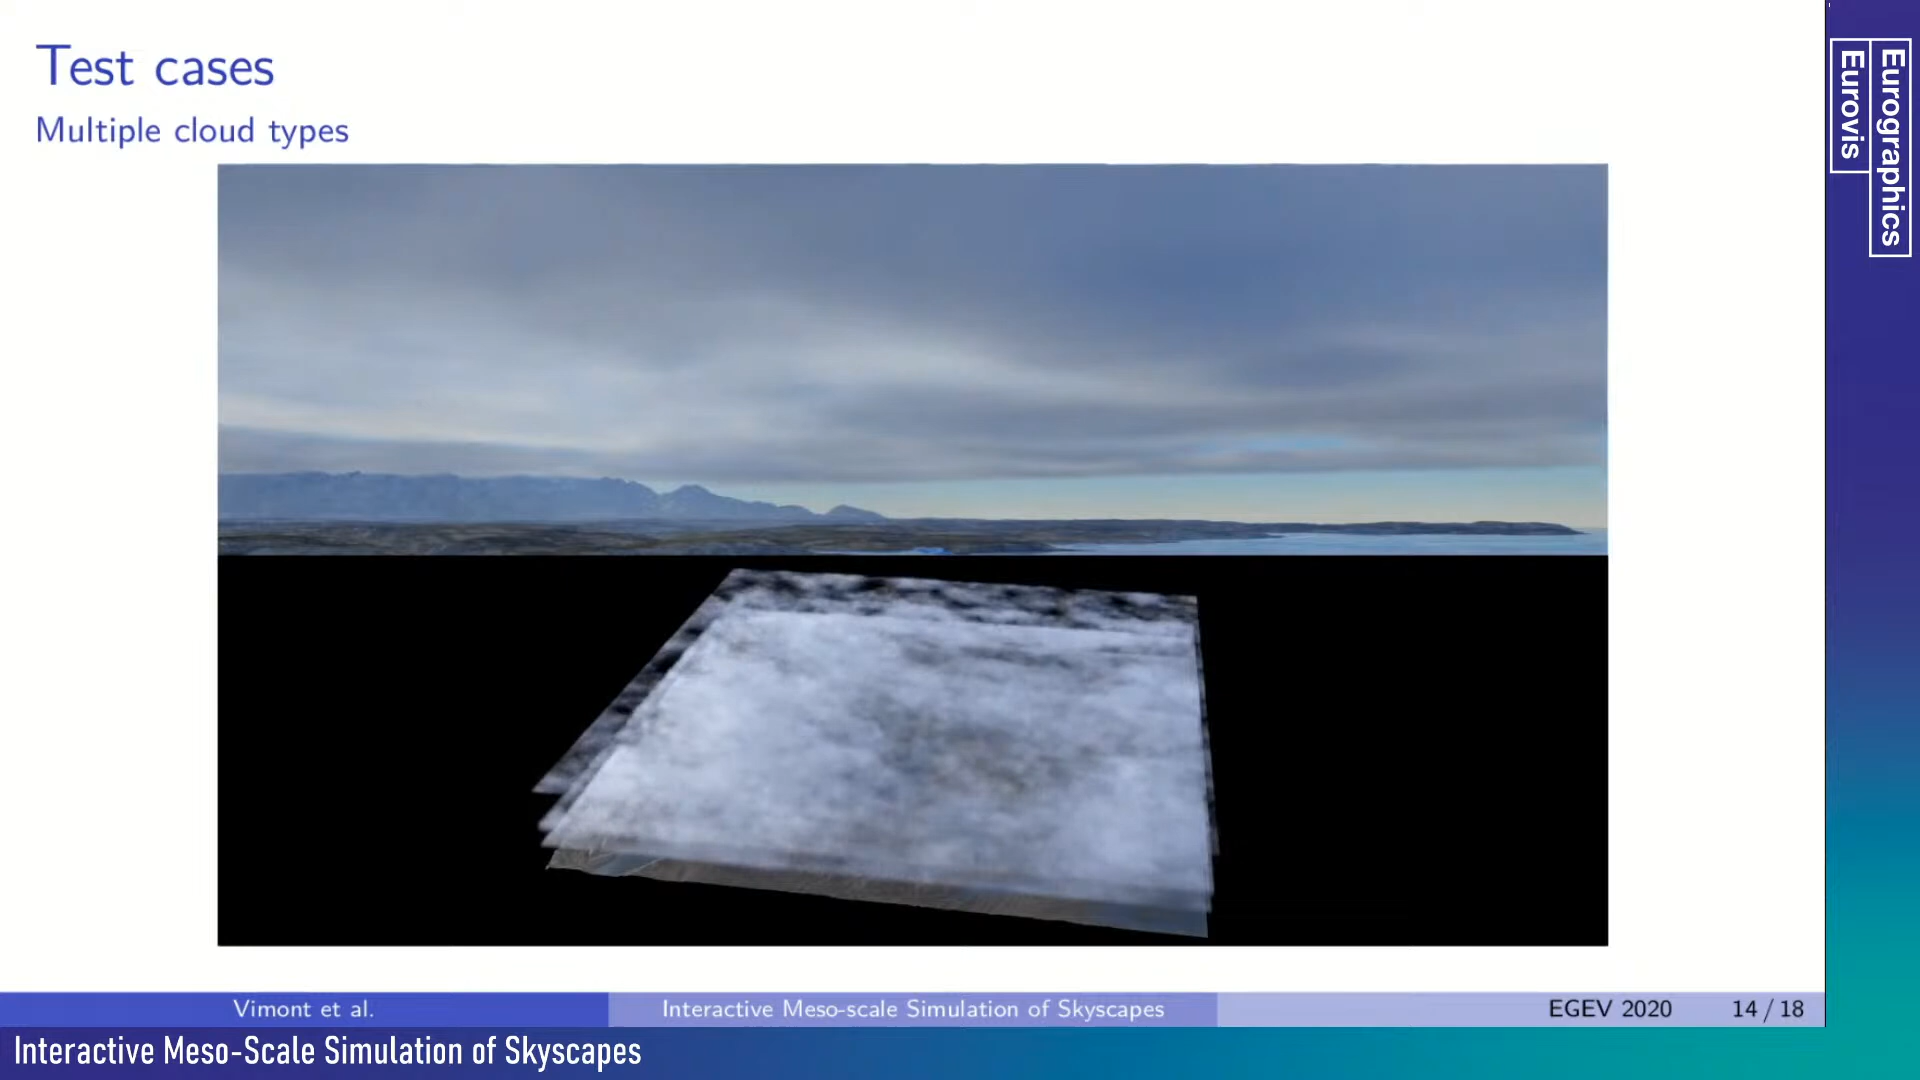 Test cases
Multiple cloud types
Eurographics
Eurovis
Vimont et al.
Interactive Meso-scale Simulation of Skyscapes
EGEV 2020
14 / 18
Interactive Meso-Scale Simulation of Skyscapes